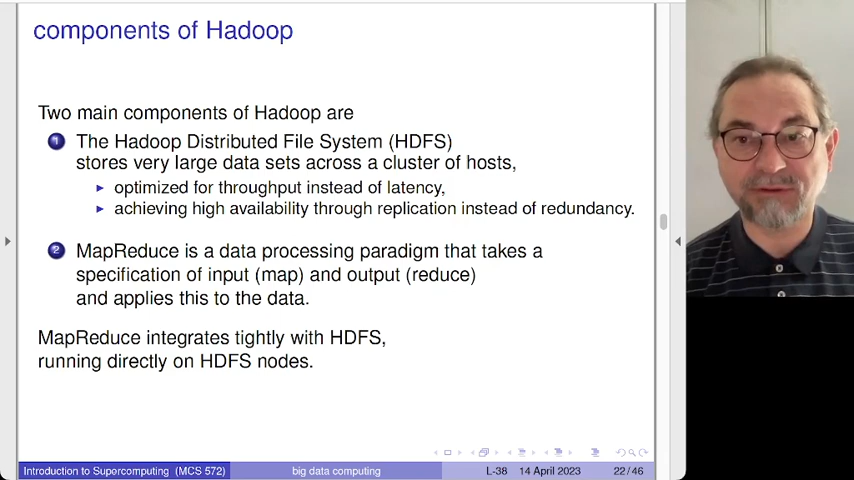 components of Hadoop
Two main components of Hadoop are
1 The Hadoop Distributed File System (HDFS)
stores very large data sets across a cluster of hosts,
optimized for throughput instead of latency,
achieving high availability through replication instead of redundancy.
2 MapReduce is a data processing paradigm that takes a
specification of input (map) and output (reduce)
and applies this to the data.
MapReduce integrates tightly with HDFS,
running directly on HDFS nodes.
Introduction to Supercomputing (MCS 572) big data computing L-38 14 April 2023 22/46